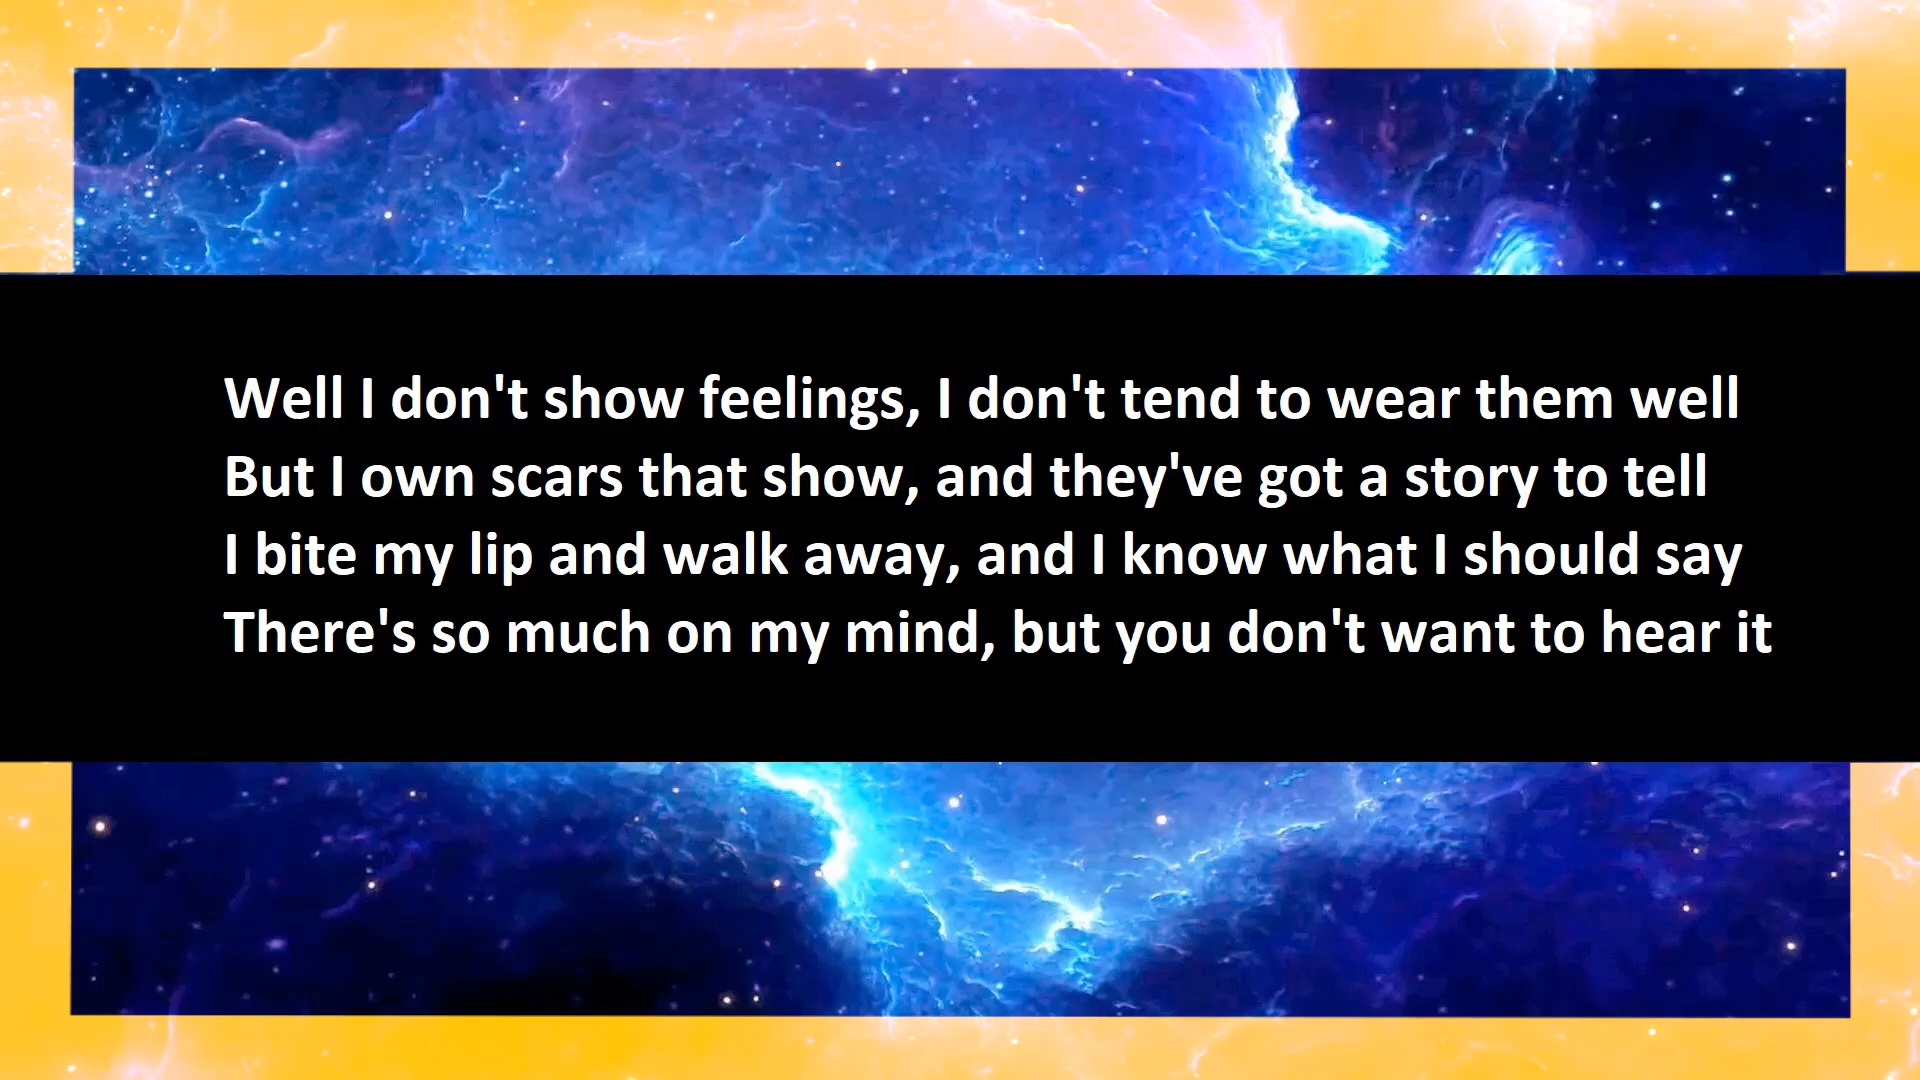 Well I don't show feelings, I don't tend to wear them well
But I own scars that show, and they've got a story to tell
I bite my lip and walk away, and I know what I should say
There's so much on my mind, but you don't want to hear it